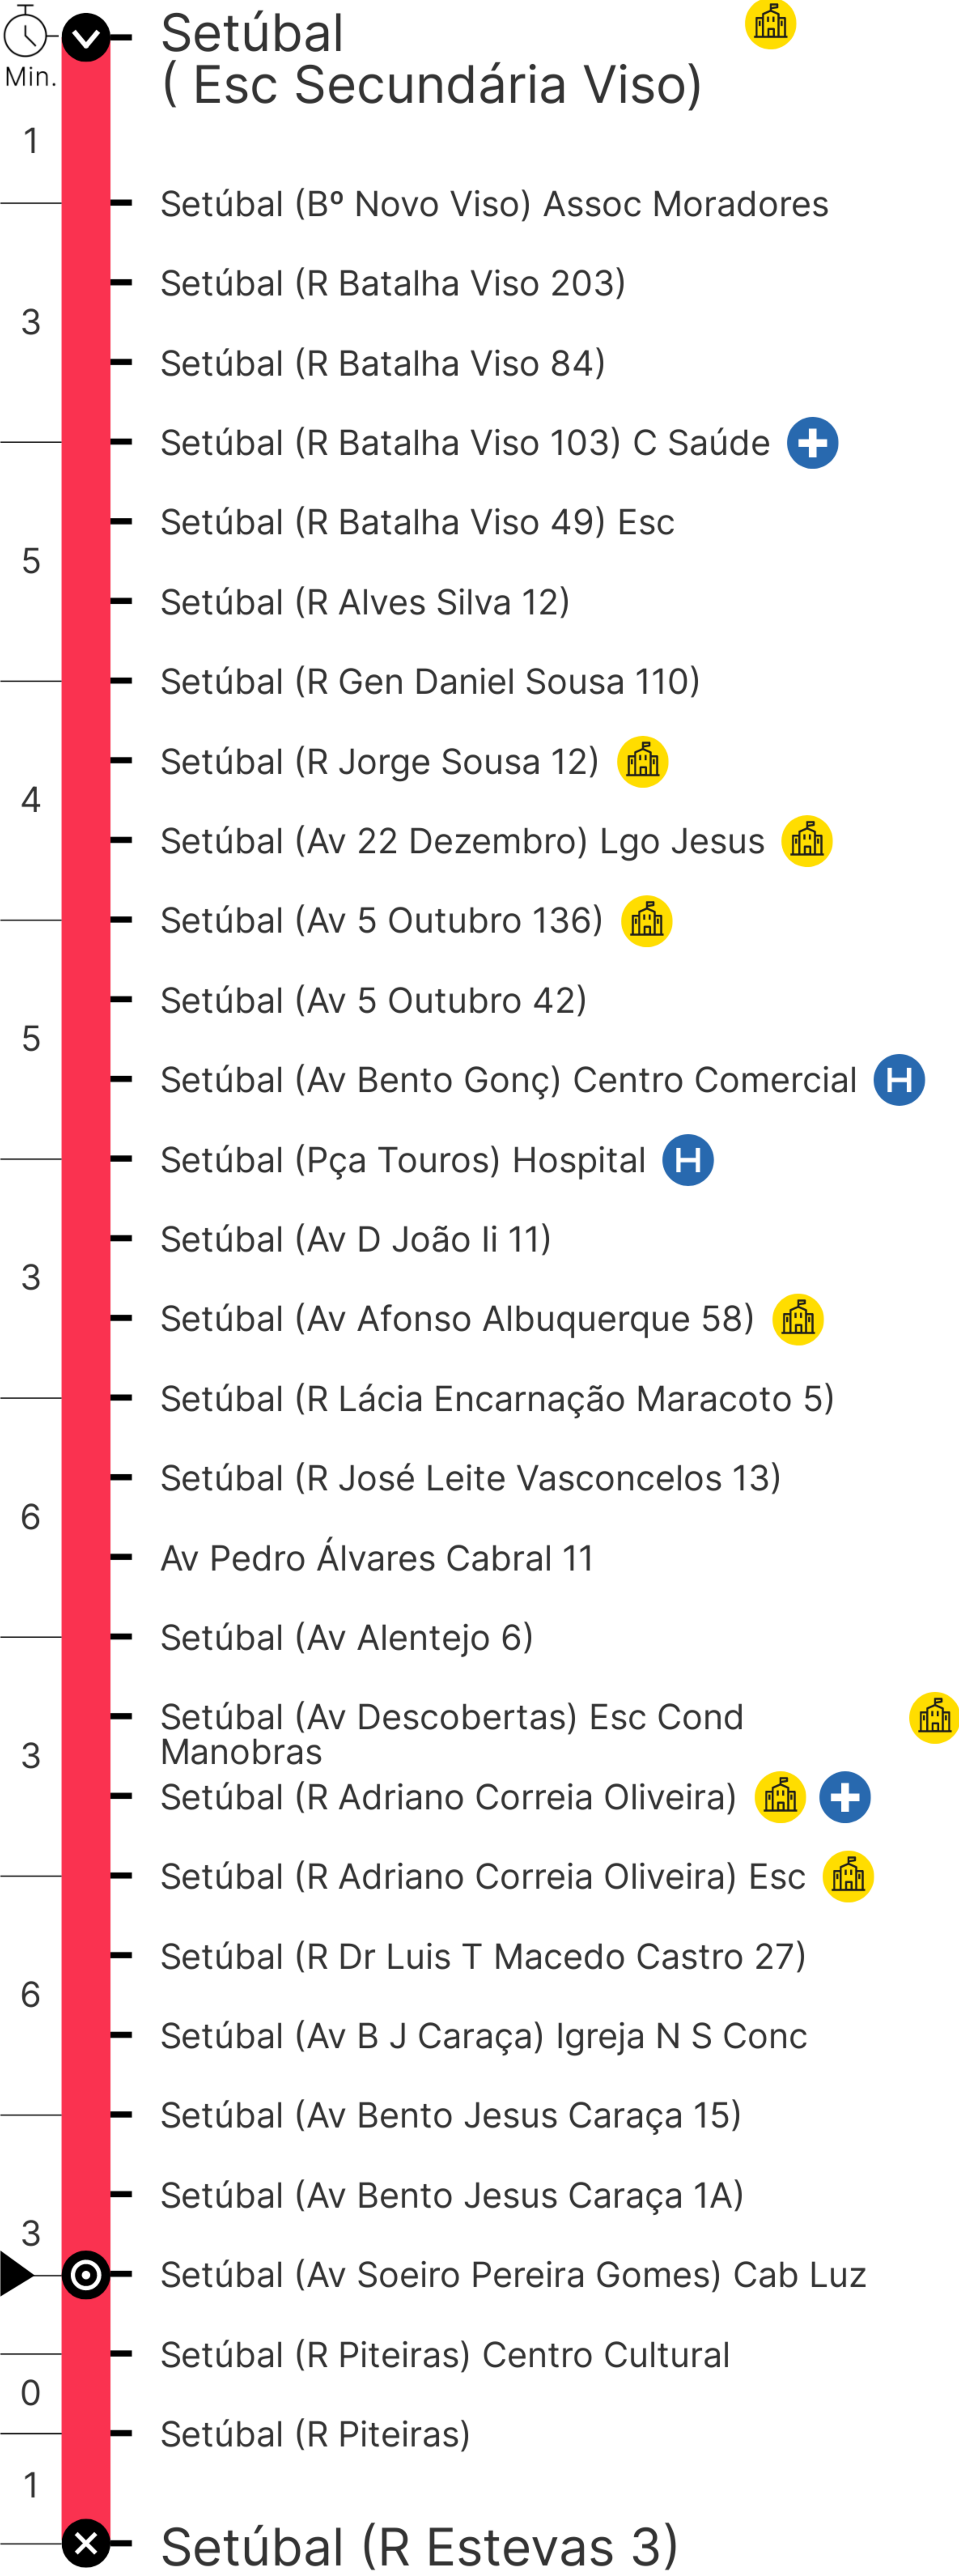 Setúbal
( Esc Secundária Viso)
Min.
1
Setúbal (Bº Novo Viso) Assoc Moradores
Setúbal (R Batalha Viso 203)
3
Setúbal (R Batalha Viso 84)
Setúbal (R Batalha Viso 103) C Saúde
Setúbal (R Batalha Viso 49) Esc
5
Setúbal (R Alves Silva 12)
Setúbal (R Gen Daniel Sousa 110)
Setúbal (R Jorge Sousa 12)
4
Setúbal (Av 22 Dezembro) Lgo Jesus
Setúbal (Av 5 Outubro 136)
Setúbal (Av 5 Outubro 42)
5
Setúbal (Av Bento Gonç) Centro Comercial H
Setúbal (Pça Touros) Hospital H
Setúbal (Av D João Ii 11)
3
Setúbal (Av Afonso Albuquerque 58)
Setúbal (R Lácia Encarnação Maracoto 5)
Setúbal (R José Leite Vasconcelos 13)
6
Av Pedro Álvares Cabral 11
Setúbal (Av Alentejo 6)
Setúbal (Av Descobertas) Esc Cond
Manobras
3
Setúbal (R Adriano Correia Oliveira)
Setúbal (R Adriano Correia Oliveira) Esc
Setúbal (R Dr Luis T Macedo Castro 27)
6
Setúbal (Av B J Caraça) Igreja N S Conc
Setúbal (Av Bento Jesus Caraça 15)
Setúbal (Av Bento Jesus Caraça 1A)
3
Setúbal (Av Soeiro Pereira Gomes) Cab Luz
Setúbal (R Piteiras) Centro Cultural
0
Setúbal (R Piteiras)
1
Setúbal (R Estevas 3)